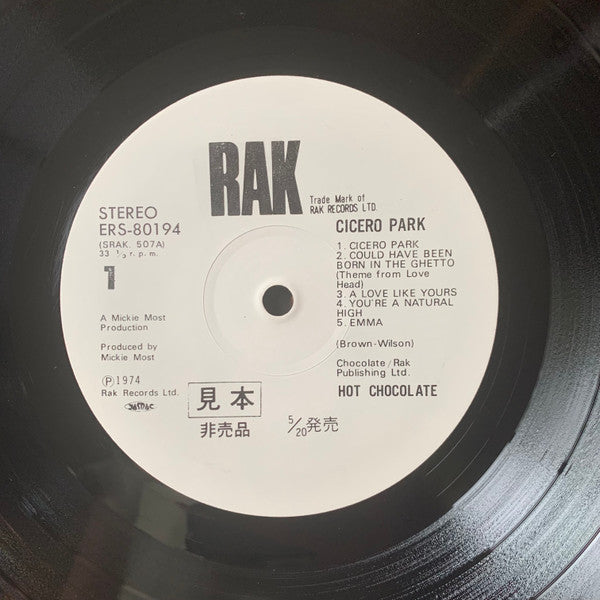 RAK
Trade Mark of
RAK RECORDS LTD.
STEREO
ERS-80194
(SRAK. 507A)
33 ⅓ r. p. m.
1
A Mickie Most
Production
Produced by
Mickie Most
Ⓟ1974
Rak Records Ltd.
JASRAC
CICERO PARK
1. CICERO PARK
2. COULD HAVE BEEN
BORN IN THE GHETTO
(Theme from Love
Head)
3. A LOVE LIKE YOURS
4. YOU'RE A NATURAL
HIGH
5. EMMA
(Brown-Wilson)
Chocolate/Rak
Publishing Ltd.
HOT CHOCOLATE
見本
非売品
5/20発売